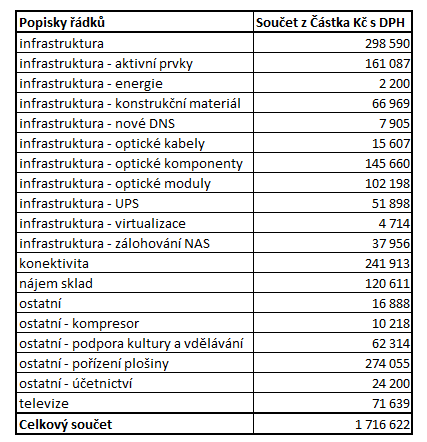 Popisky řádků Součet z Částka Kč s DPH
infrastruktura 298 590
infrastruktura - aktivní prvky 161 087
infrastruktura - energie 2 200
infrastruktura - konstrukční materiál 66 969
infrastruktura - nové DNS 7 905
infrastruktura - optické kabely 15 607
infrastruktura - optické komponenty 145 660
infrastruktura - optické moduly 102 198
infrastruktura - UPS 51 898
infrastruktura - virtualizace 4 714
infrastruktura - zálohování NAS 37 956
konektivita 241 913
nájem sklad 120 611
ostatní 16 888
ostatní - kompresor 10 218
ostatní - podpora kultury a vdělávání 62 314
ostatní - pořízení plošiny 274 055
ostatní - účetnictví 24 200
televize 71 639
Celkový součet 1 716 622